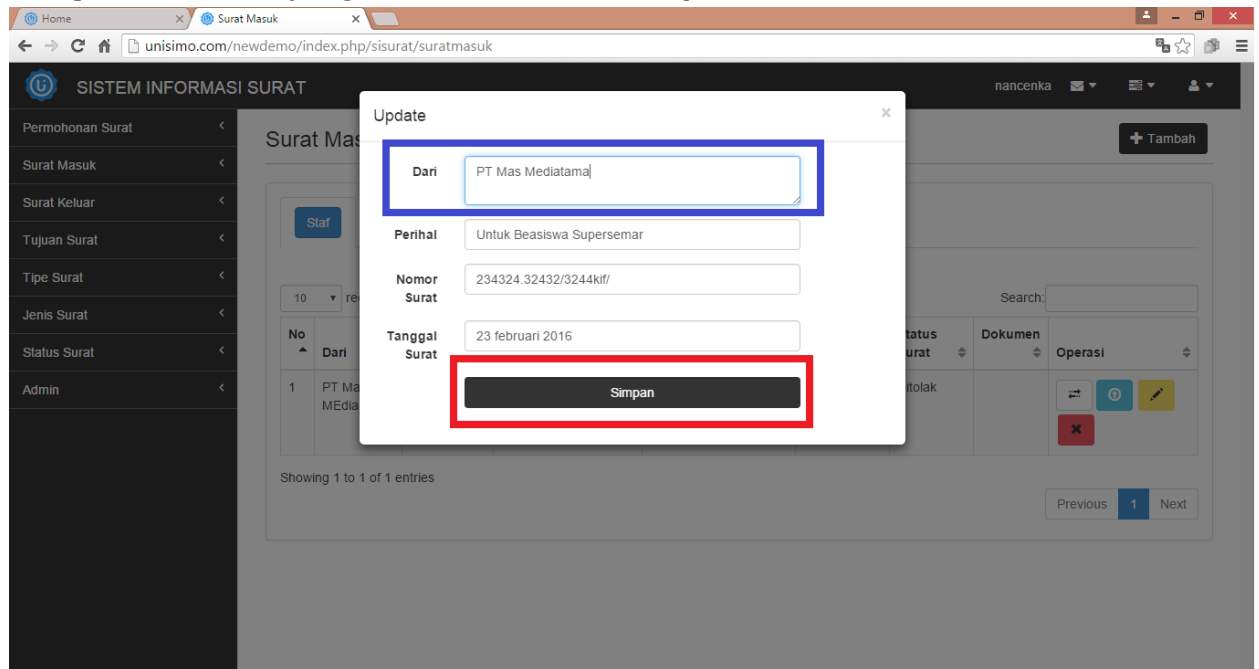 Home
Surat Masuk
unisimo.com/newdemo/index.php/sisurat/suratmasuk
SISTEM INFORMASI SURAT
nancenka
Permohonan Surat
Surat Masuk
Surat Keluar
Tujuan Surat
Tipe Surat
Jenis Surat
Status Surat
Admin
Surat Mas
Tambah
Staf
10
re
Search:
No
Dari
tatus
urat
Dokumen
Operasi
1
PT Ma
MEdia
itolak
Showing 1 to 1 of 1 entries
Previous 1 Next
Update
×
Dari
PT Mas Mediatama
Perihal
Untuk Beasiswa Supersemar
Nomor
Surat
234324.32432/3244kif/
Tanggal
Surat
23 februari 2016
Simpan